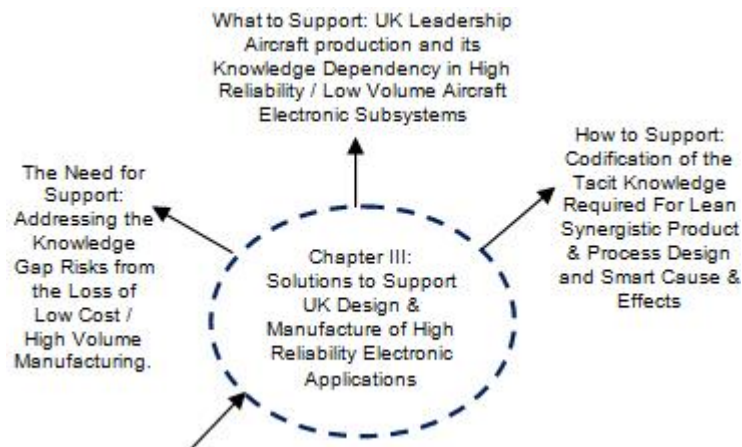 What to Support: UK Leadership
Aircraft production and its
Knowledge Dependency in High
Reliability / Low Volume Aircraft
Electronic Subsystems
The Need for
Support:
Addressing the
Knowledge
Gap Risks from
the Loss of
Low Cost /
High Volume
Manufacturing.
Chapter III:
Solutions to Support
UK Design &
Manufacture of High
Reliability Electronic
Applications
How to Support:
Codification of the
Tacit Knowledge
Required For Lean
Synergistic Product
& Process Design
and Smart Cause &
Effects